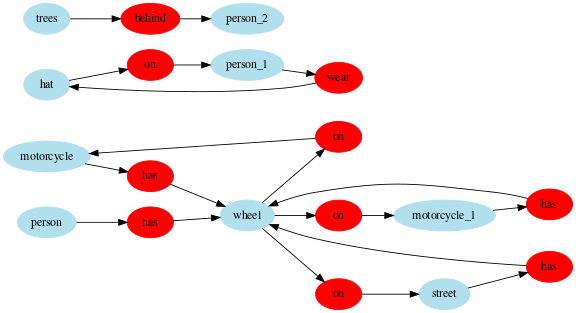 trees
behind
person_2
hat
on
person_1
wear
motorcycle
has
on
person
has
wheel
on
motorcycle_1
has
on
street
has